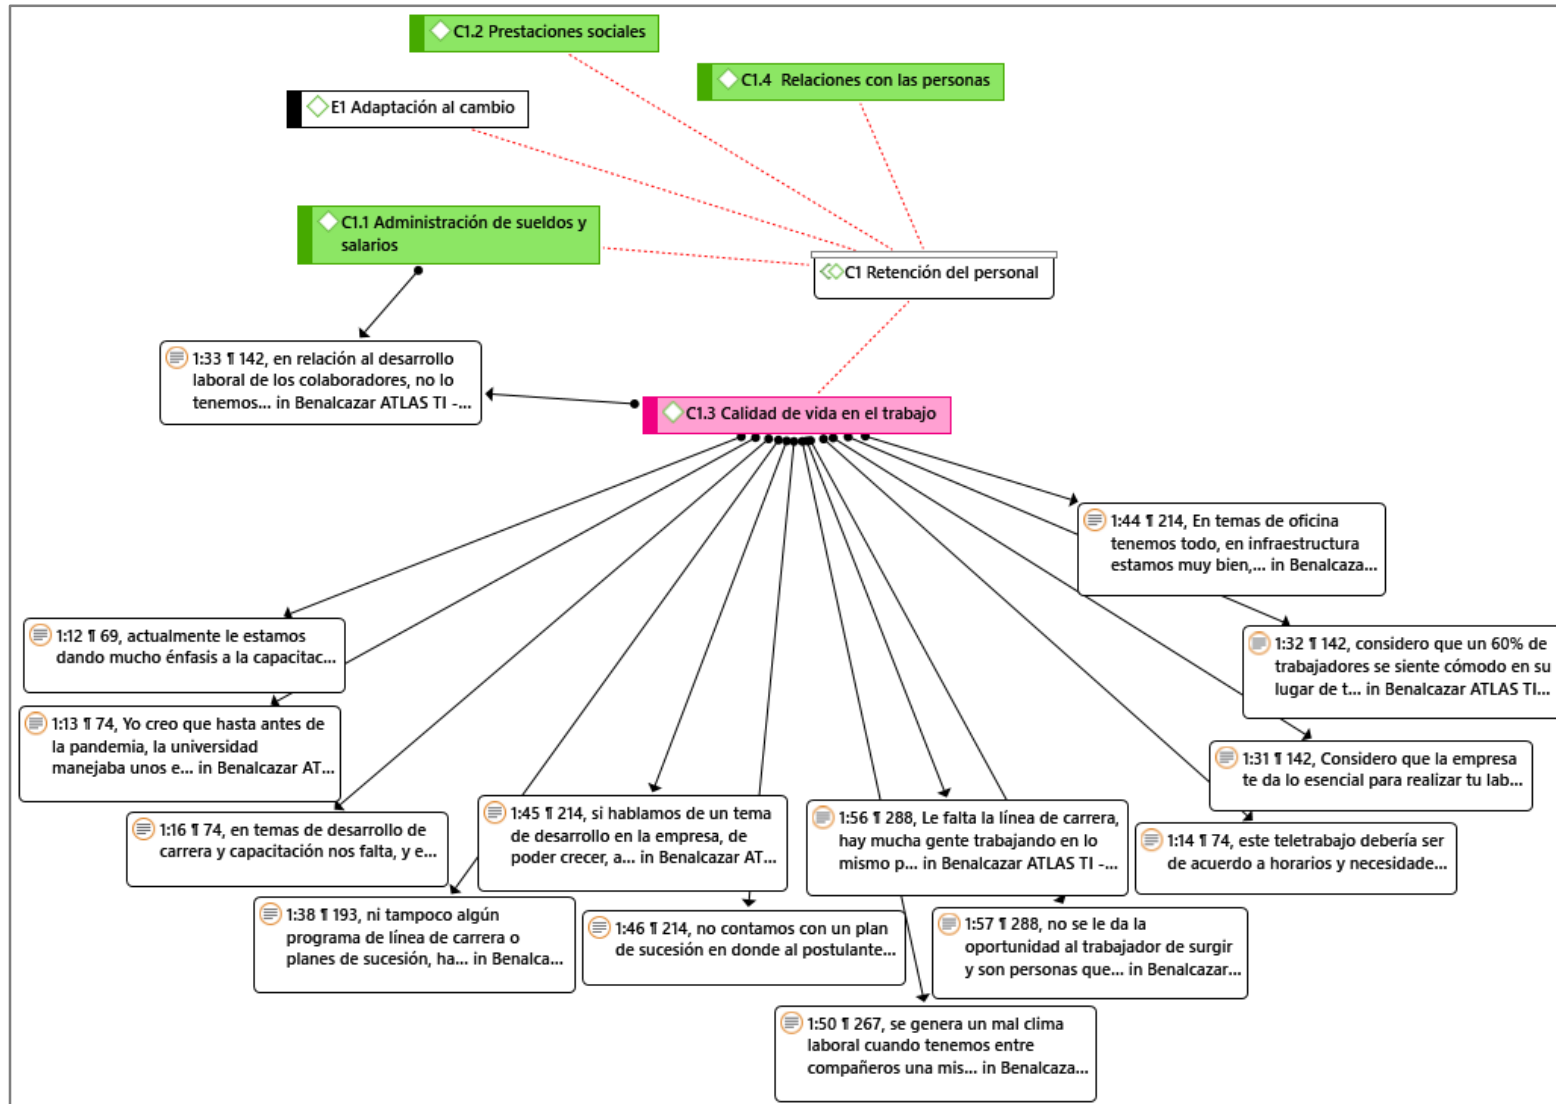 C1.2 Prestaciones sociales
C1.4 Relaciones con las personas
E1 Adaptación al cambio
C1.1 Administración de sueldos y
salarios
C1 Retención del personal
1:33 ¶ 142, en relación al desarrollo
laboral de los colaboradores, no lo
tenemos... in Benalcazar ATLAS TI -...
C1.3 Calidad de vida en el trabajo
1:44 ¶ 214, En temas de oficina
tenemos todo, en infraestructura
estamos muy bien,... in Benalcaza...
1:12 ¶ 69, actualmente le estamos
dando mucho énfasis a la capacitac...
1:32 ¶ 142, considero que un 60% de
trabajadores se siente cómodo en su
lugar de t... in Benalcazar ATLAS TI...
1:13 ¶ 74, Yo creo que hasta antes de
la pandemia, la universidad
manejaba unos e... in Benalcazar AT...
1:31 ¶ 142, Considero que la empresa
te da lo esencial para realizar tu lab...
1:16 ¶ 74, en temas de desarrollo de
carrera y capacitación nos falta, y e...
1:45 ¶ 214, si hablamos de un tema
de desarrollo en la empresa, de
poder crecer, a... in Benalcazar AT...
1:56 ¶ 288, Le falta la línea de carrera,
hay mucha gente trabajando en lo
mismo p... in Benalcazar ATLAS TI -...
1:14 ¶ 74, este teletrabajo debería ser
de acuerdo a horarios y necesidade...
1:38 ¶ 193, ni tampoco algún
programa de línea de carrera o
planes de sucesión, ha... in Benalca...
1:46 ¶ 214, no contamos con un plan
de sucesión en donde al postulante...
1:57 ¶ 288, no se le da la
oportunidad al trabajador de surgir
y son personas que... in Benalcazar...
1:50 ¶ 267, se genera un mal clima
laboral cuando tenemos entre
compañeros una mis... in Benalcaza...